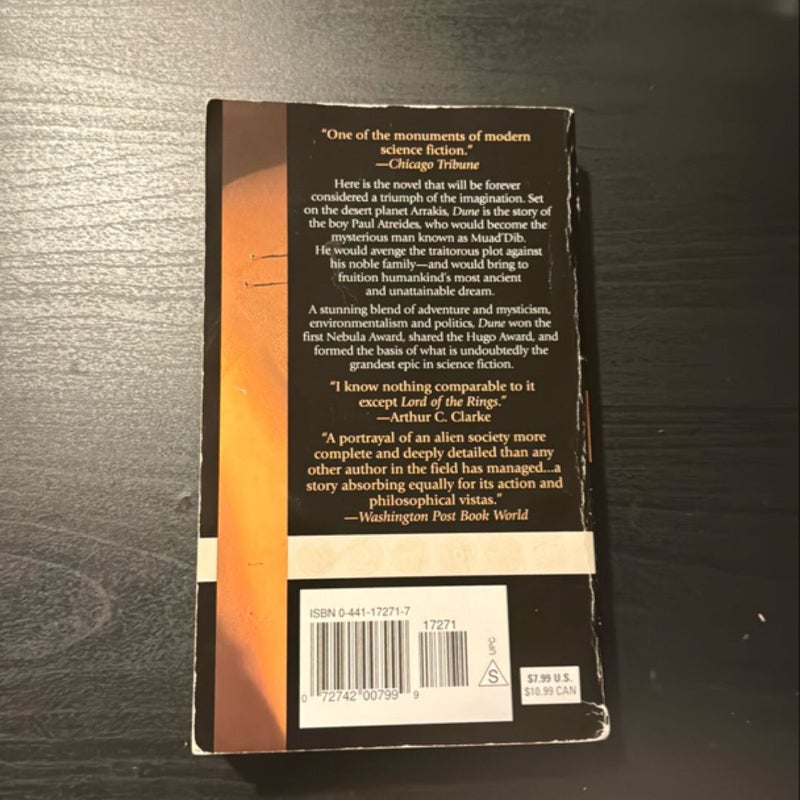 "One of the monuments of modern
science fiction."
—Chicago Tribune
Here is the novel that will be forever
considered a triumph of the imagination. Set
on the desert planet Arrakis, Dune is the story of
the boy Paul Atreides, who would become the
mysterious man known as Muad'Dib.
He would avenge the traitorous plot against
his noble family—and would bring to
fruition humankind's most ancient
and unattainable dream.
A stunning blend of adventure and mysticism,
environmentalism and politics, Dune won the
first Nebula Award, shared the Hugo Award, and
formed the basis of what is undoubtedly the
grandest epic in science fiction.
"I know nothing comparable to it
except Lord of the Rings."
—Arthur C. Clarke
"A portrayal of an alien society more
complete and deeply detailed than any
other author in the field has managed...a
story absorbing equally for its action and
philosophical vistas."
—Washington Post Book World
ISBN 0-441-17271-7
17271
0 72742 00799 9
UPC
S
$7.99 U.S.
$10.99 CAN